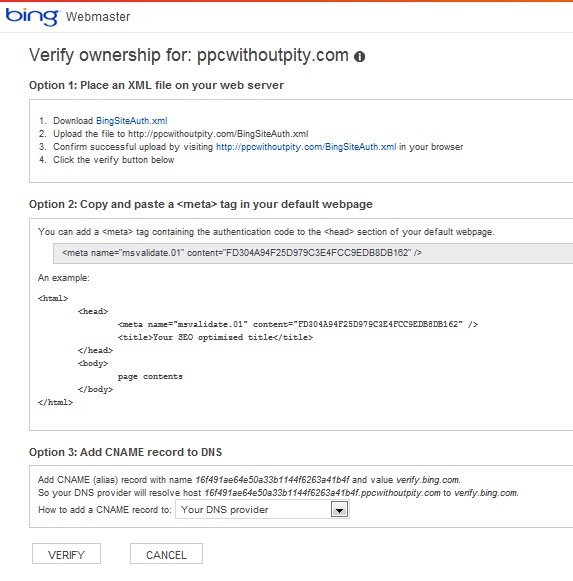 bing Webmaster
Verify ownership for: ppcwithoutpity.com
Option 1: Place an XML file on your web server
1. Download BingSiteAuth.xml
2. Upload the file to http://ppcwithoutpity.com/BingSiteAuth.xml
3. Confirm successful upload by visiting http://ppcwithoutpity.com/BingSiteAuth.xml in your browser
4. Click the verify button below
Option 2: Copy and paste a <meta> tag in your default webpage
You can add a <meta> tag containing the authentication code to the <head> section of your default webpage.
<meta name="msvalidate.01" content="FD304A94F25D979C3E4FCC9EDB8DB162" />
An example:
<html>
<head>
<meta name="msvalidate.01" content="FD304A94F25D979C3E4FCC9EDB8DB162" />
<title>Your SEO optimised title</title>
</head>
<body>
page contents
</body>
</html>
Option 3: Add CNAME record to DNS
Add CNAME (alias) record with name 16f491ae64e50a33b1144f6263a41b4f and value verify.bing.com.
So your DNS provider will resolve host 16f491ae64e50a33b1144f6263a41b4f.ppcwithoutpity.com to verify.bing.com.
How to add a CNAME record to: Your DNS provider
VERIFY CANCEL